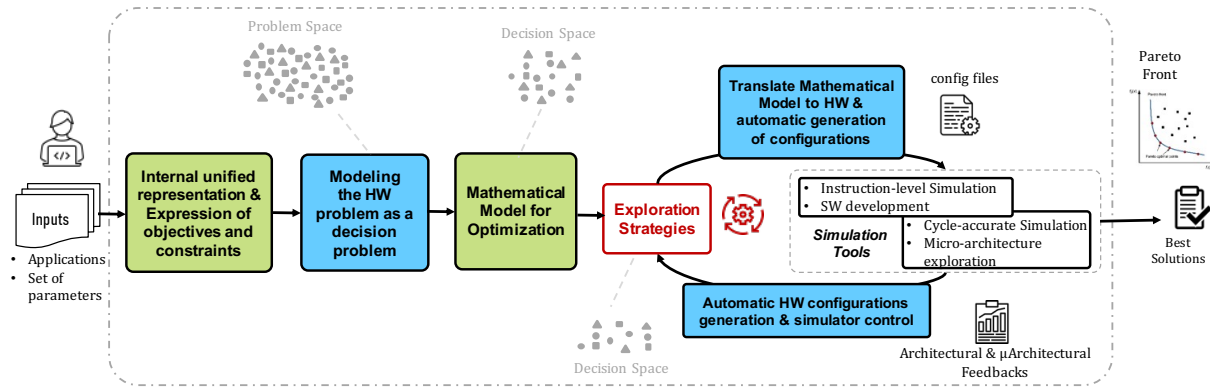 Problem Space
Decision Space
Pareto
Front
Translate Mathematical
Model to HW &
automatic generation
of configurations
config files
Inputs
• Applications
• Set of
parameters
Internal unified
representation &
Expression of
objectives and
constraints
Modeling
the HW
problem as a
decision
problem
Mathematical
Model for
Optimization
Exploration
Strategies
• Instruction-level Simulation
• SW development
Simulation
Tools
• Cycle-accurate Simulation
• Micro-architecture
exploration
Best
Solutions
Automatic HW configurations
generation & simulator control
Decision Space
Architectural & µArchitectural
Feedbacks